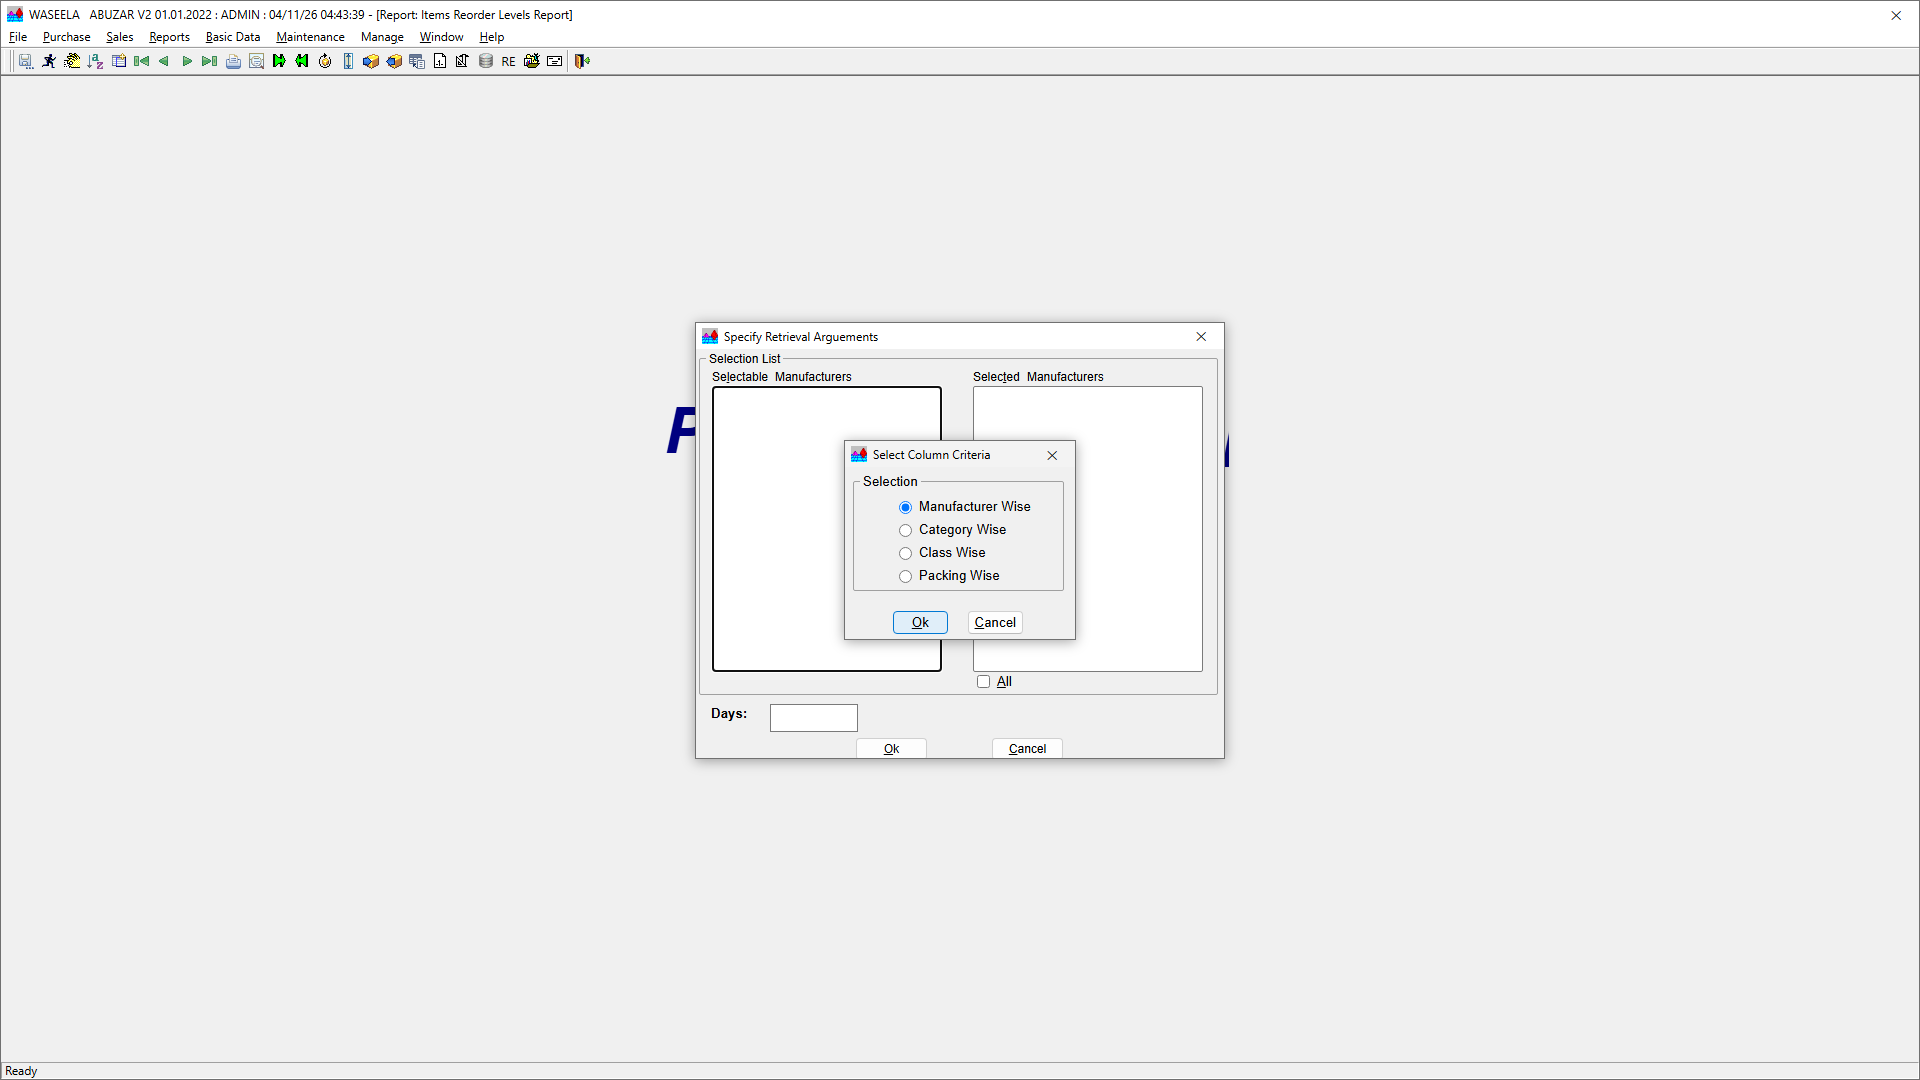 WASEELA   ABUZAR V2 01.01.2022 : ADMIN : 04/11/26 04:43:39 - [Report: Items Reorder Levels Report]
File Purchase Sales Reports Basic Data Maintenance Manage Window Help
RE
Specify Retrieval Arguements
Selection List
Selectable Manufacturers
Selected Manufacturers
Select Column Criteria
Selection
Manufacturer Wise
Category Wise
Class Wise
Packing Wise
Ok Cancel
All
Days:
Ok Cancel
Ready